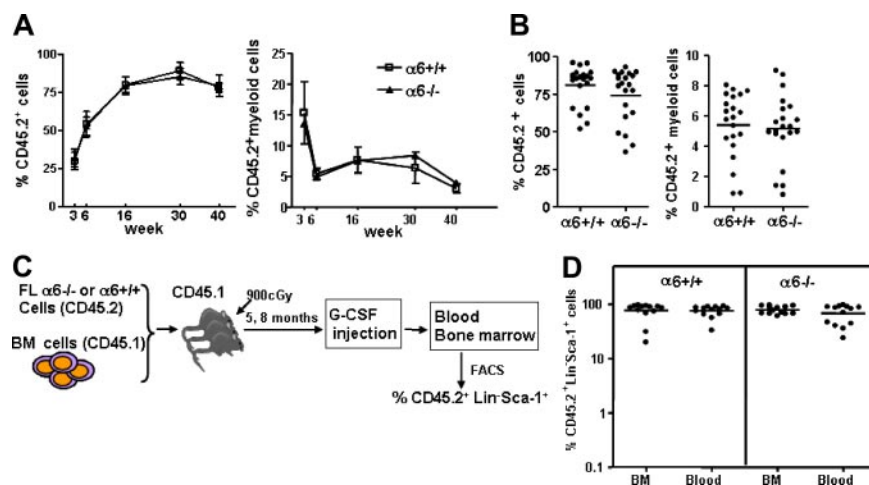 A
% CD45.2+ cells
100
75
50
25
0
3 6 16 30 40
week
% CD45.2+myeloid cells
25
20
15
10
5
0
3 6 16 30 40
week
α6+/+
α6-/-
B
% CD45.2 + cells
100
75
50
25
0
α6+/+ α6-/-
% CD45.2+ myeloid cells
10
8
6
4
2
0
α6+/+ α6-/-
C
FL α6-/- or α6+/+
Cells (CD45.2)
BM cells (CD45.1)
CD45.1
900cGy
5, 8 months
G-CSF
injection
Blood
Bone marrow
FACS
% CD45.2+ Lin-Sca-1+
D
% CD45.2+Lin-Sca-1+ cells
α6+/+ α6-/-
100
10
1
0.1
BM Blood BM Blood